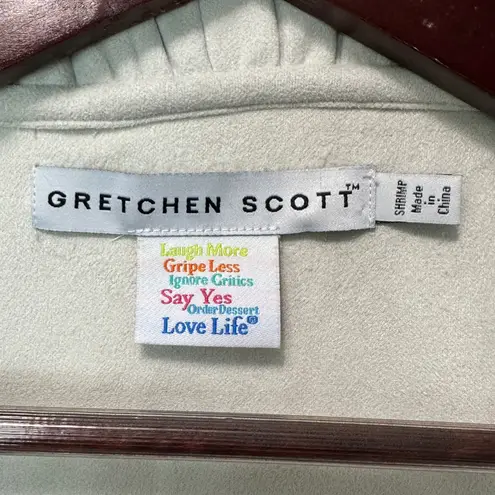 GRETCHEN SCOTT™
SHRIMP
Made
in
China
Laugh More
Gripe Less
Ignore Critics
Say Yes
Order Dessert
Love Life®